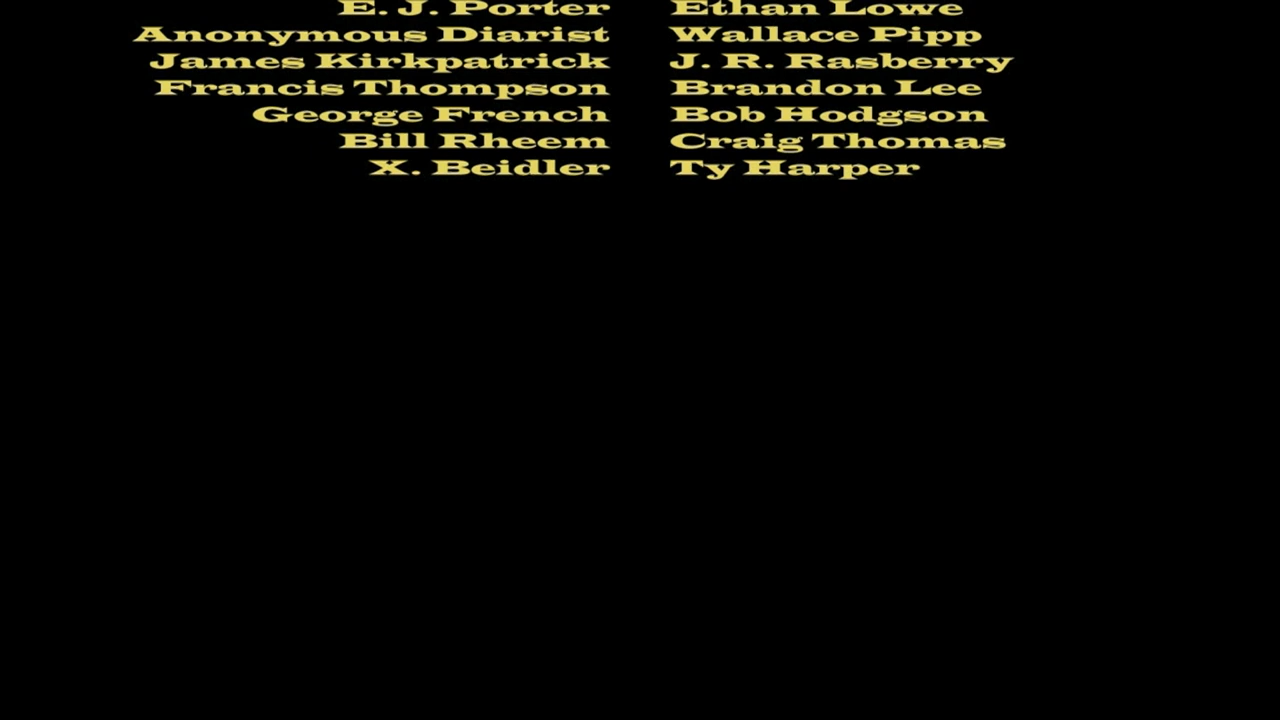 E. J. Porter Ethan Lowe
Anonymous Diarist Wallace Pipp
James Kirkpatrick J. R. Rasberry
Francis Thompson Brandon Lee
George French Bob Hodgson
Bill Rheem Craig Thomas
X. Beidler Ty Harper